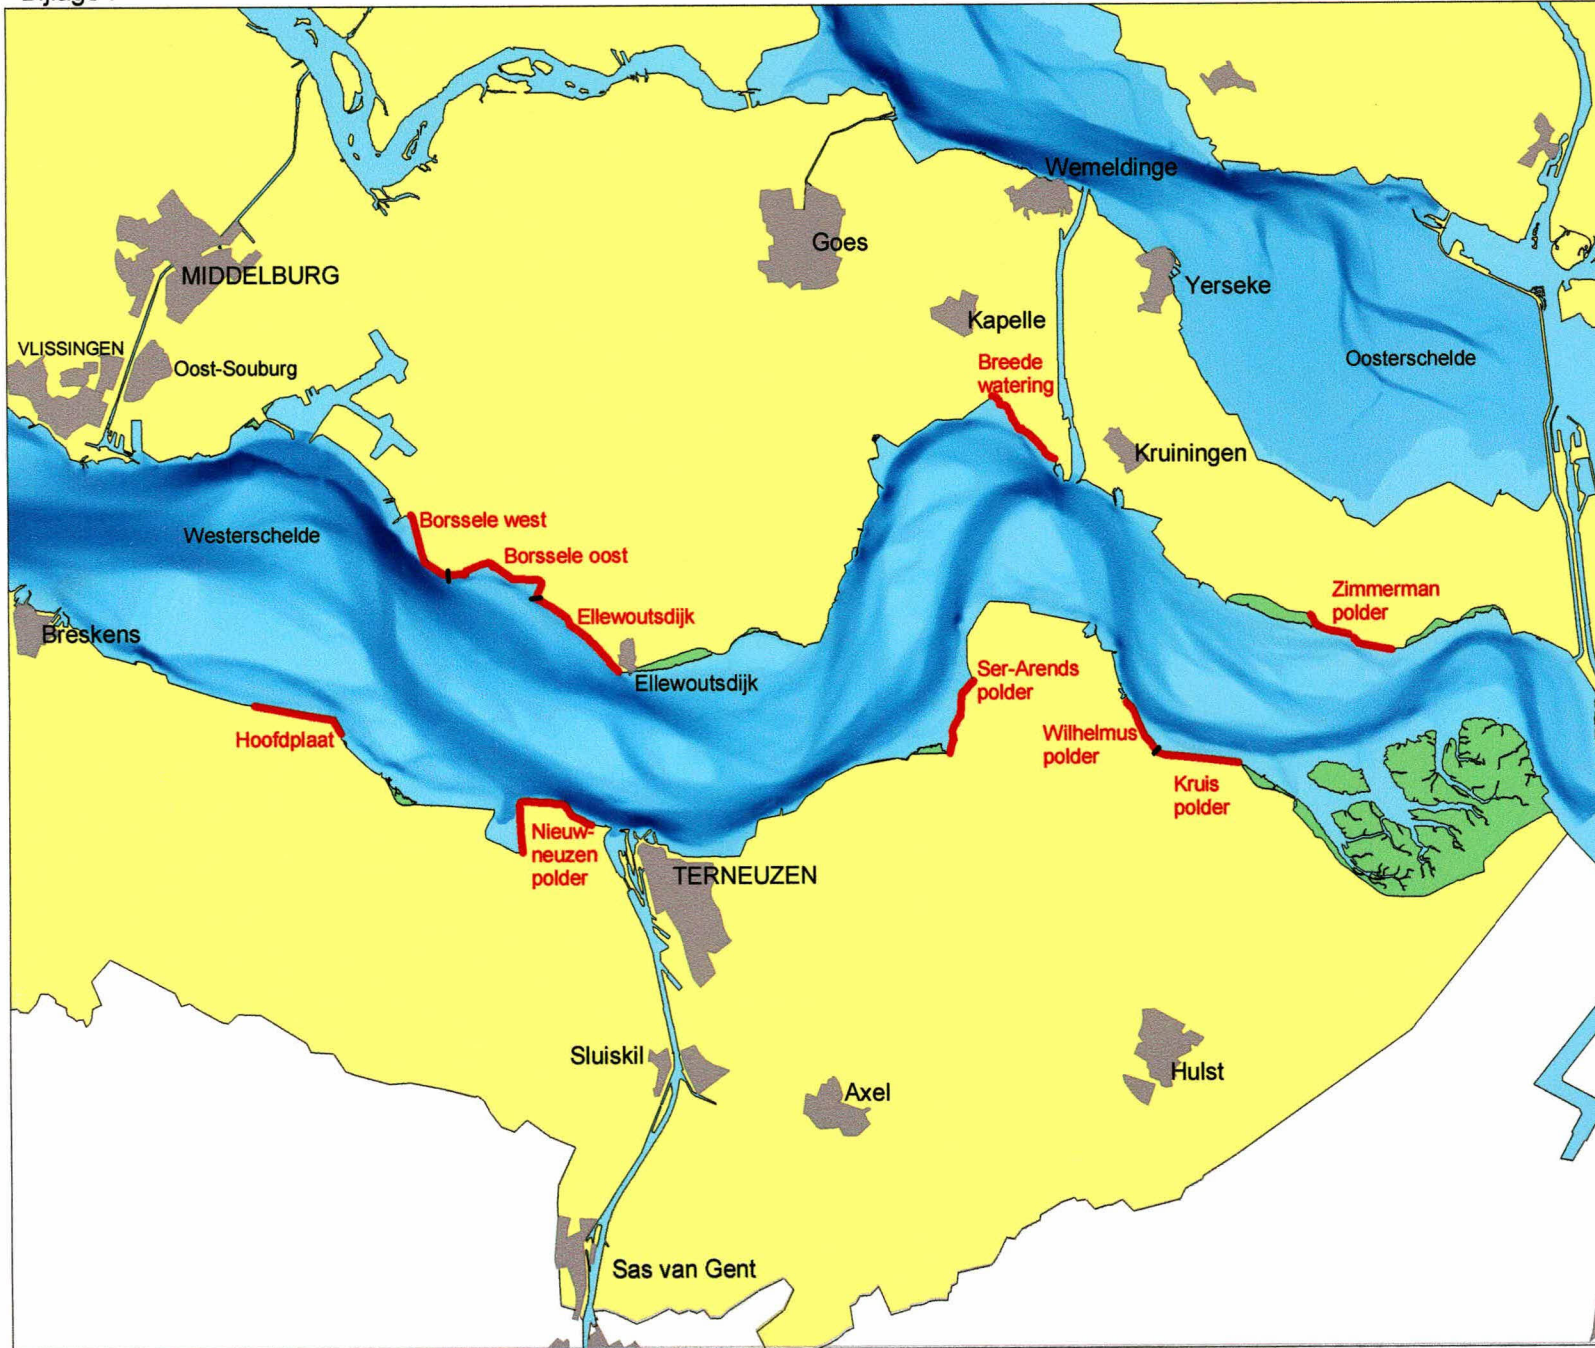 Wemeldinge
Goes
MIDDELBURG
Yerseke
Kapelle
VLISSINGEN
Oost-Souburg
Oosterschelde
Breede
watering
Kruiningen
Borssele west
Westerschelde
Borssele oost
Zimmerman
polder
Ellewoutsdijk
Breskens
Ellewoutsdijk
Ser-Arends
polder
Hoofdplaat
Wilhelmus
polder
Kruis
polder
Nieuw-
neuzen
polder
TERNEUZEN
Sluiskil
Axel
Hulst
Sas van Gent